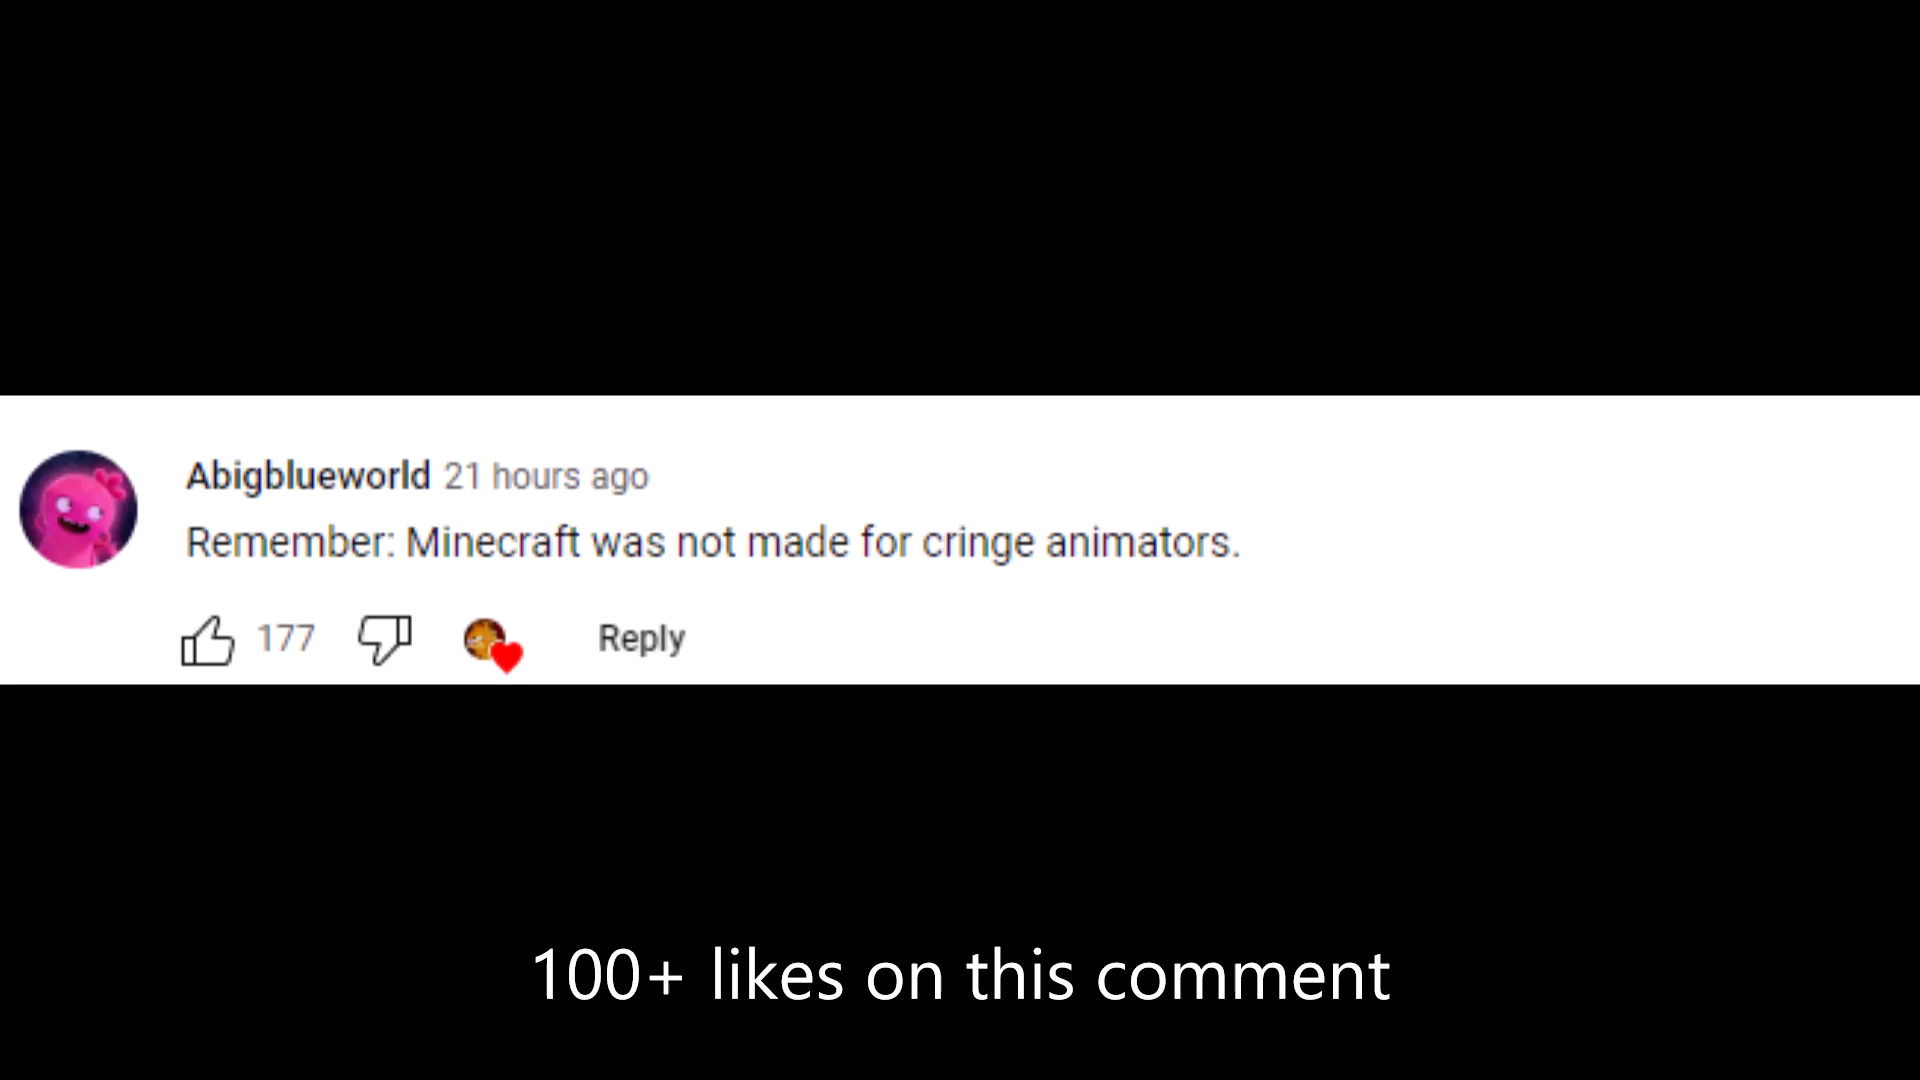 Abigblueworld 21 hours ago
Remember: Minecraft was not made for cringe animators.
177 Reply
100+ likes on this comment